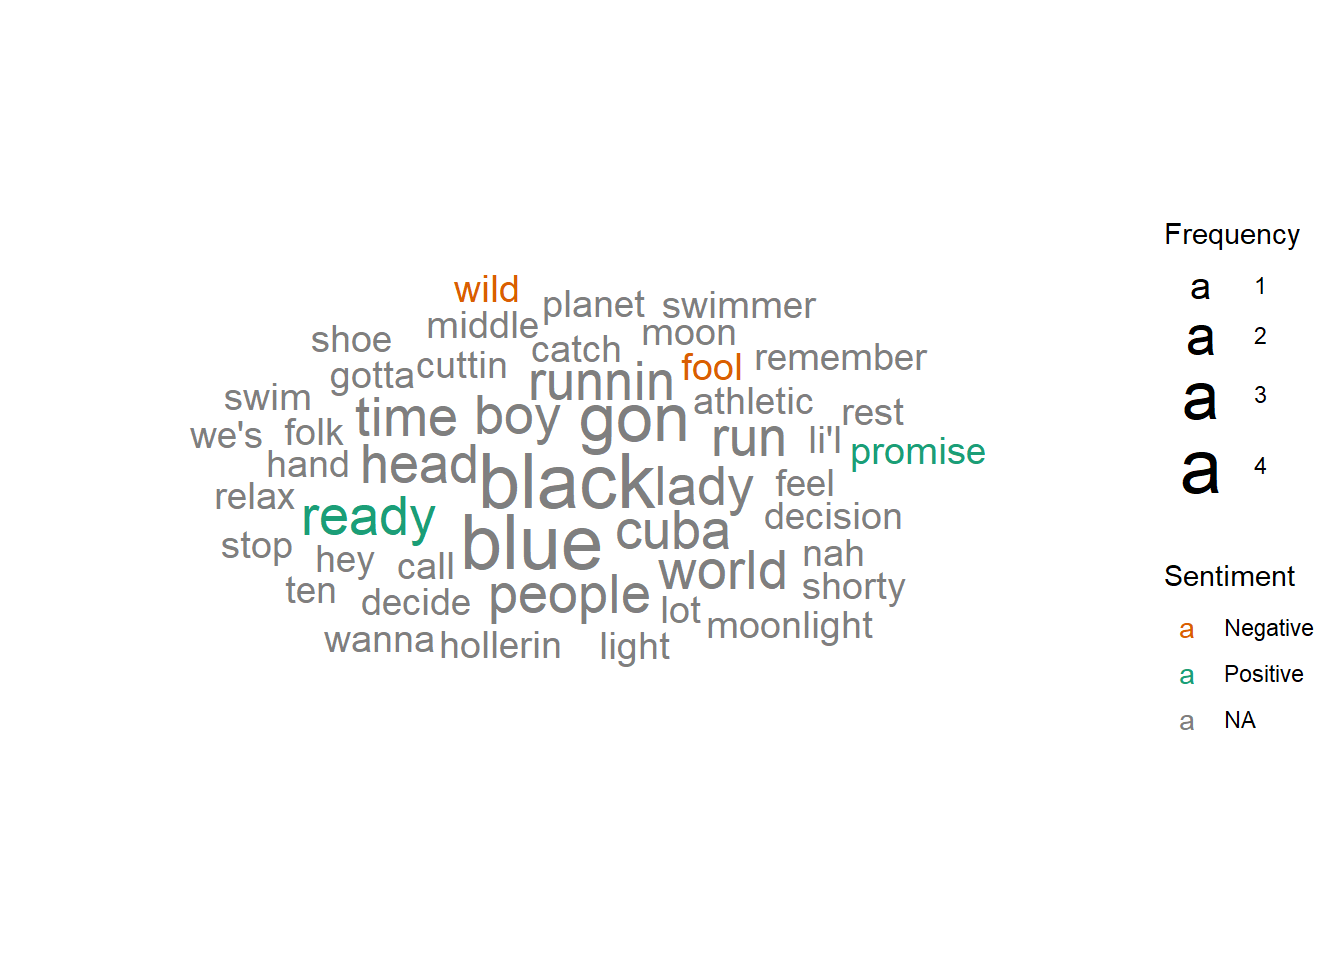 wild
planet
swimmer
middle
moon
shoe
catch
remember
cuttin
fool
gotta
runnin
swim
athletic
time
boy
gon
rest
we's
folk
run
li'l
promise
hand
head
black
lady
feel
relax
ready
decision
stop
blue
cuba
nah
hey
call
world
ten
decide
people
shorty
lot
moonlight
wanna
hollerin
light
Frequency
a 1
a 2
a 3
a 4
Sentiment
a Negative
a Positive
a NA